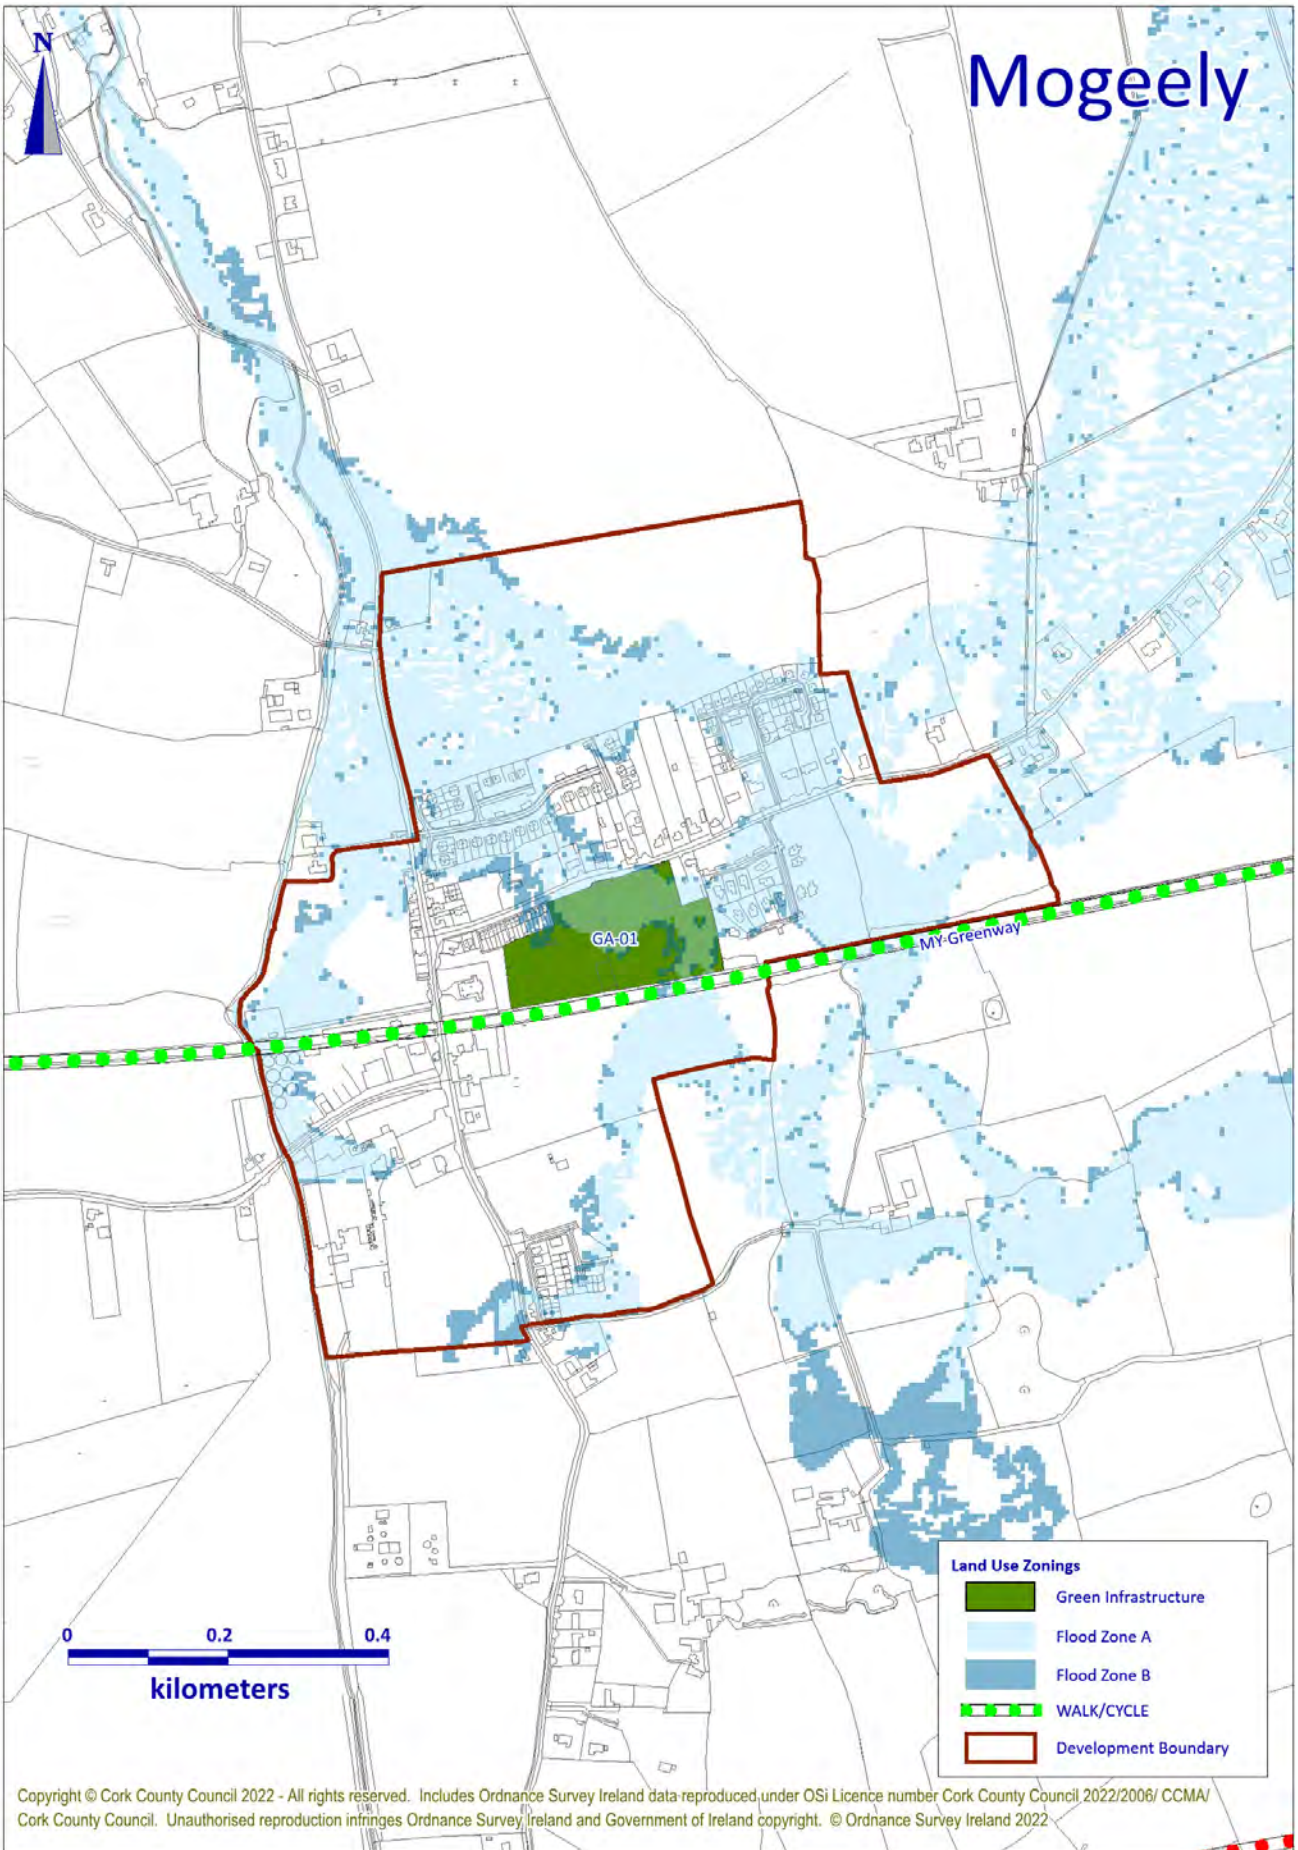 N
Mogeely
GA-01
MY-Greenway
Land Use Zonings
Green Infrastructure
Flood Zone A
Flood Zone B
WALK/CYCLE
Development Boundary
0 0.2 0.4
kilometers
Copyright © Cork County Council 2022 - All rights reserved. Includes Ordnance Survey Ireland data reproduced under OSi Licence number Cork County Council 2022/2006/ CCMA/
Cork County Council. Unauthorised reproduction infringes Ordnance Survey Ireland and Government of Ireland copyright. © Ordnance Survey Ireland 2022